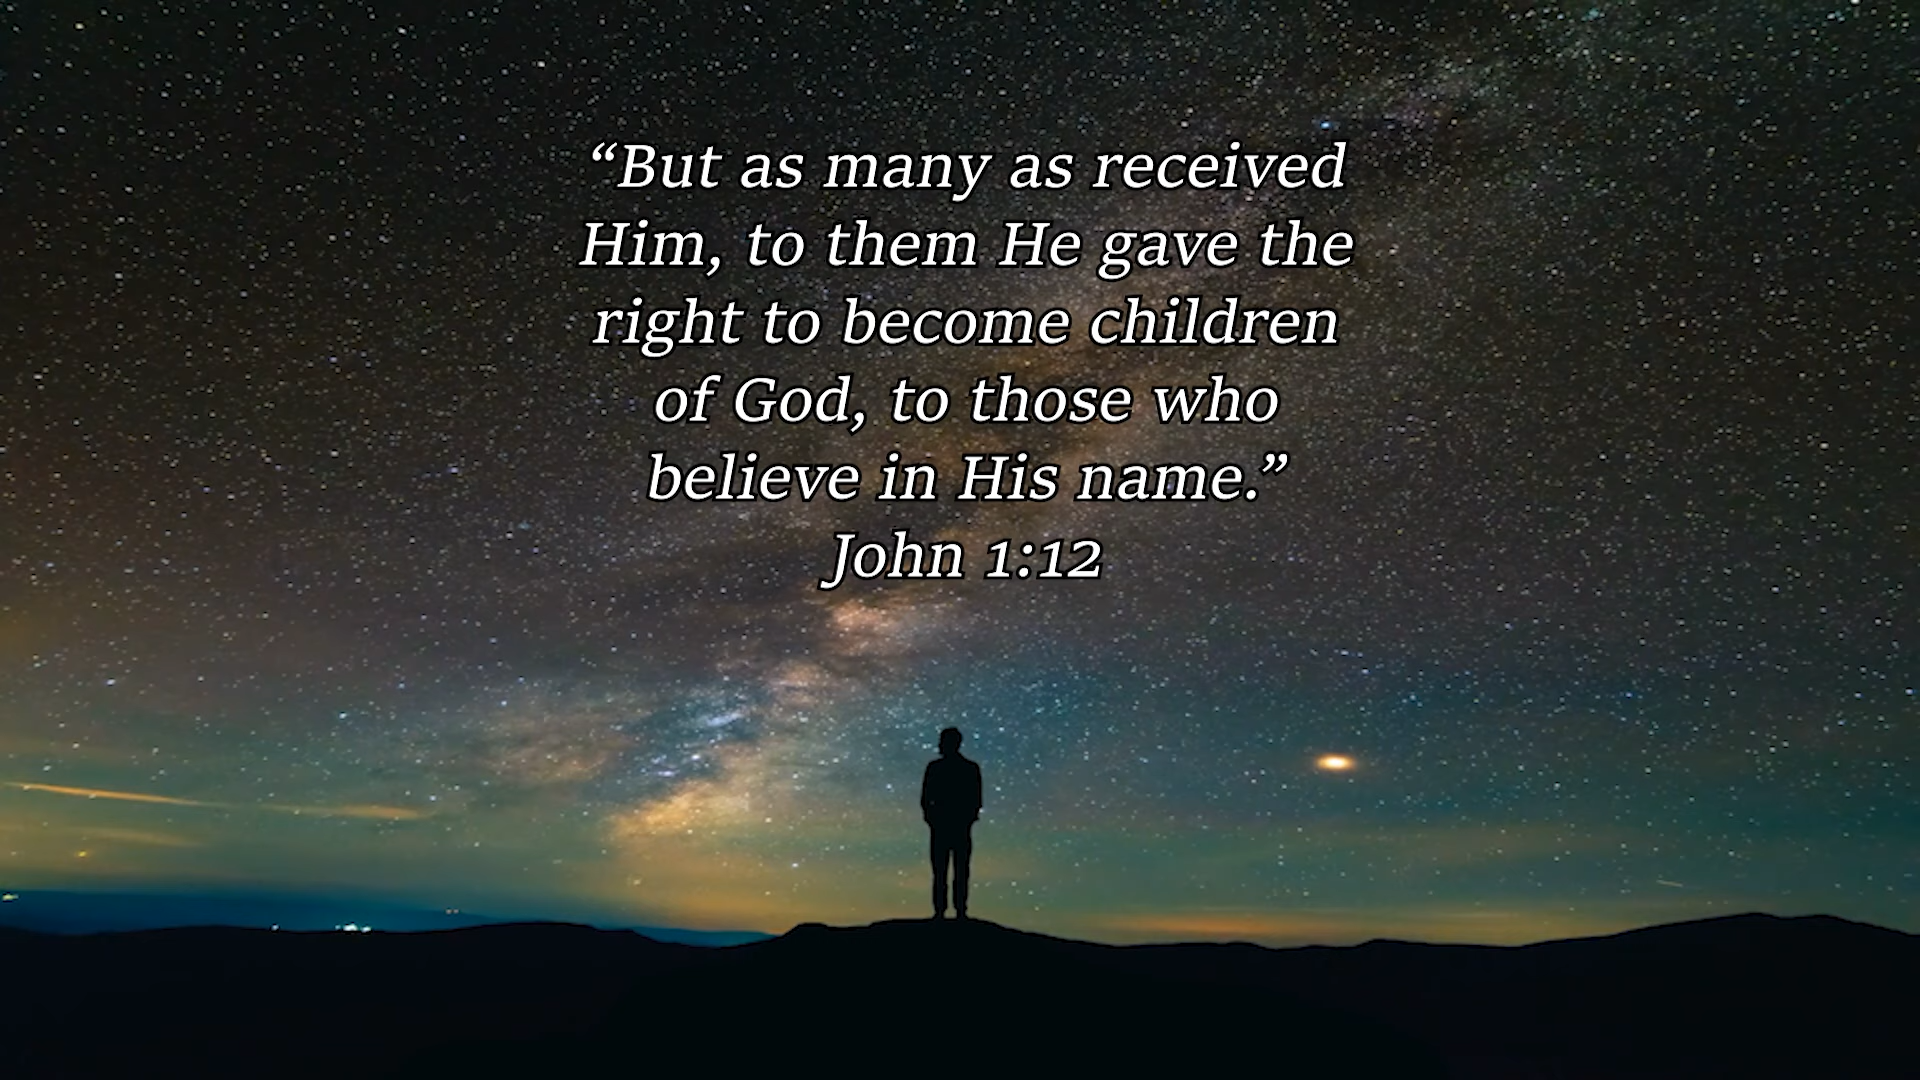 “But as many as received
Him, to them He gave the
right to become children
of God, to those who
believe in His name.”
John 1:12